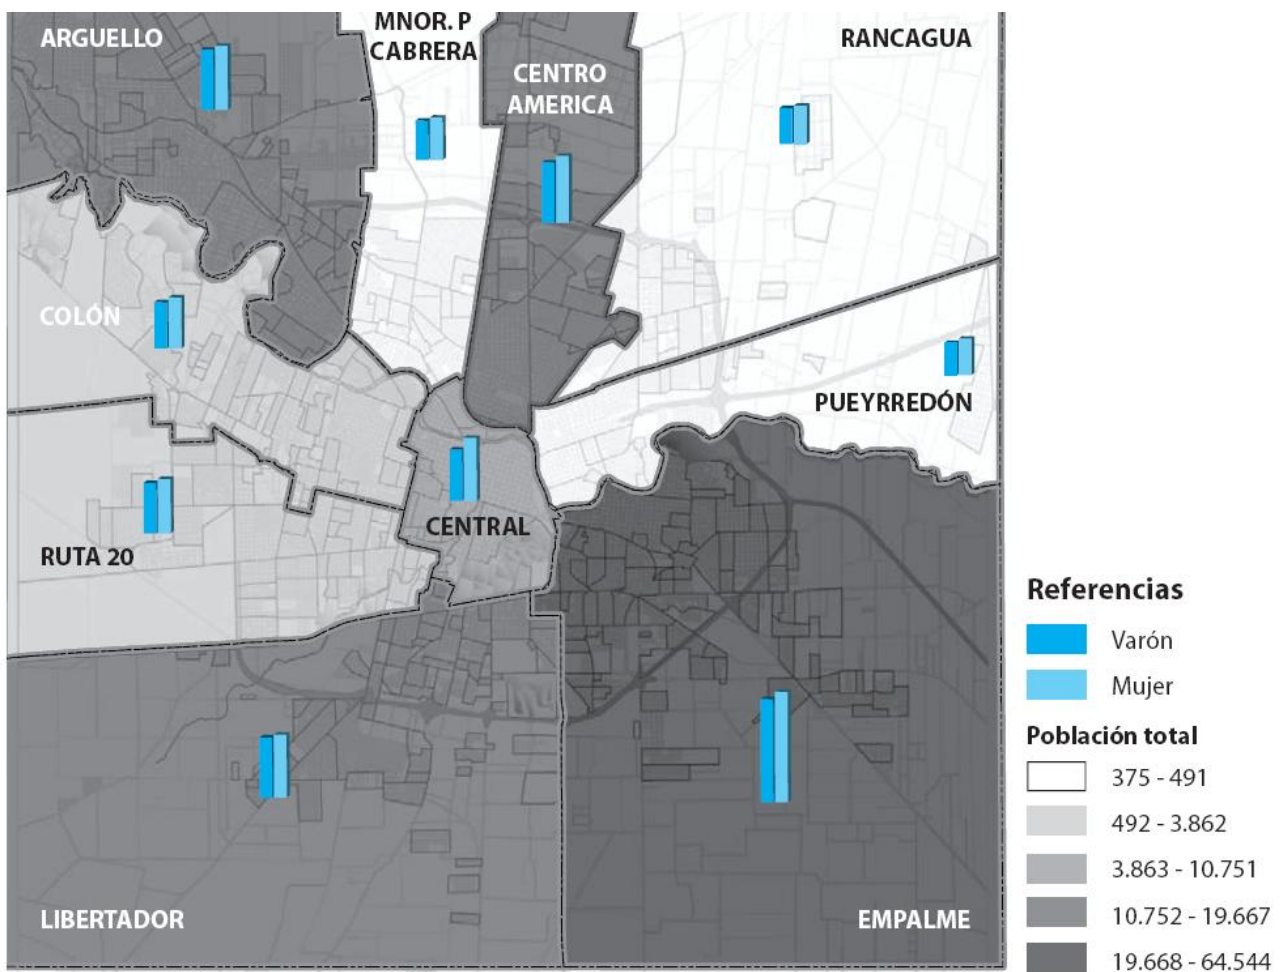 ARGUELLO
MNOR. P
CABRERA
CENTRO
AMERICA
RANCAGUA
COLÓN
PUEYRREDÓN
CENTRAL
RUTA 20
LIBERTADOR
EMPALME
Referencias
Varón
Mujer
Población total
375 - 491
492 - 3.862
3.863 - 10.751
10.752 - 19.667
19.668 - 64.544